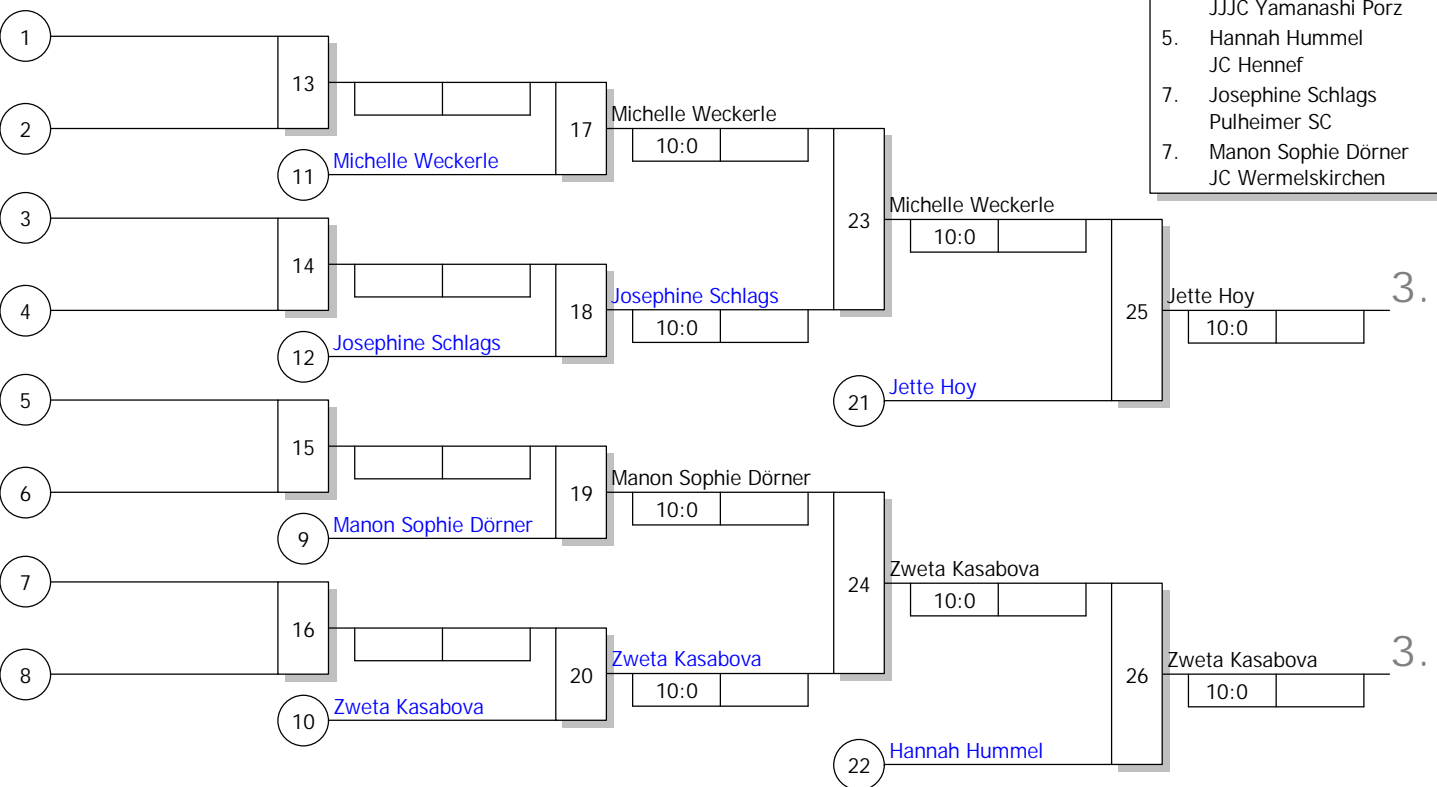 JJJC Yamanashi Porz
5. Hannah Hummel
JC Hennef
7. Josephine Schlags
Pulheimer SC
7. Manon Sophie Dörner
JC Wermelskirchen
1
13
2
17
Michelle Weckerle
10:0
11
Michelle Weckerle
3
14
4
18
Josephine Schlags
10:0
12
Josephine Schlags
23
Michelle Weckerle
10:0
21
Jette Hoy
25
Jette Hoy
10:0
3.
5
15
6
19
Manon Sophie Dörner
10:0
9
Manon Sophie Dörner
7
16
8
20
Zweta Kasabova
10:0
10
Zweta Kasabova
24
Zweta Kasabova
10:0
22
Hannah Hummel
26
Zweta Kasabova
10:0
3.